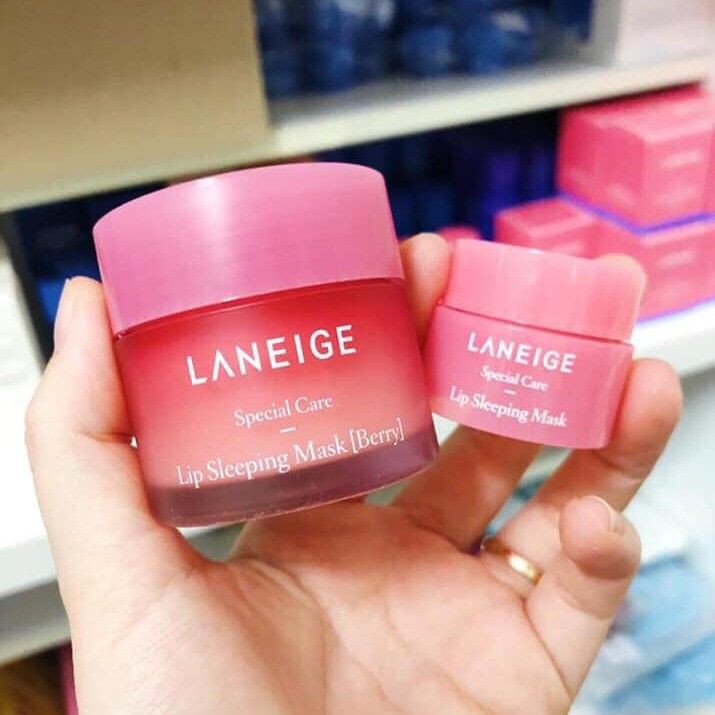 LANEIGE
Special Care
Lip Sleeping Mask [Berry]
LANEIGE
Special Care
Lip Sleeping Mask